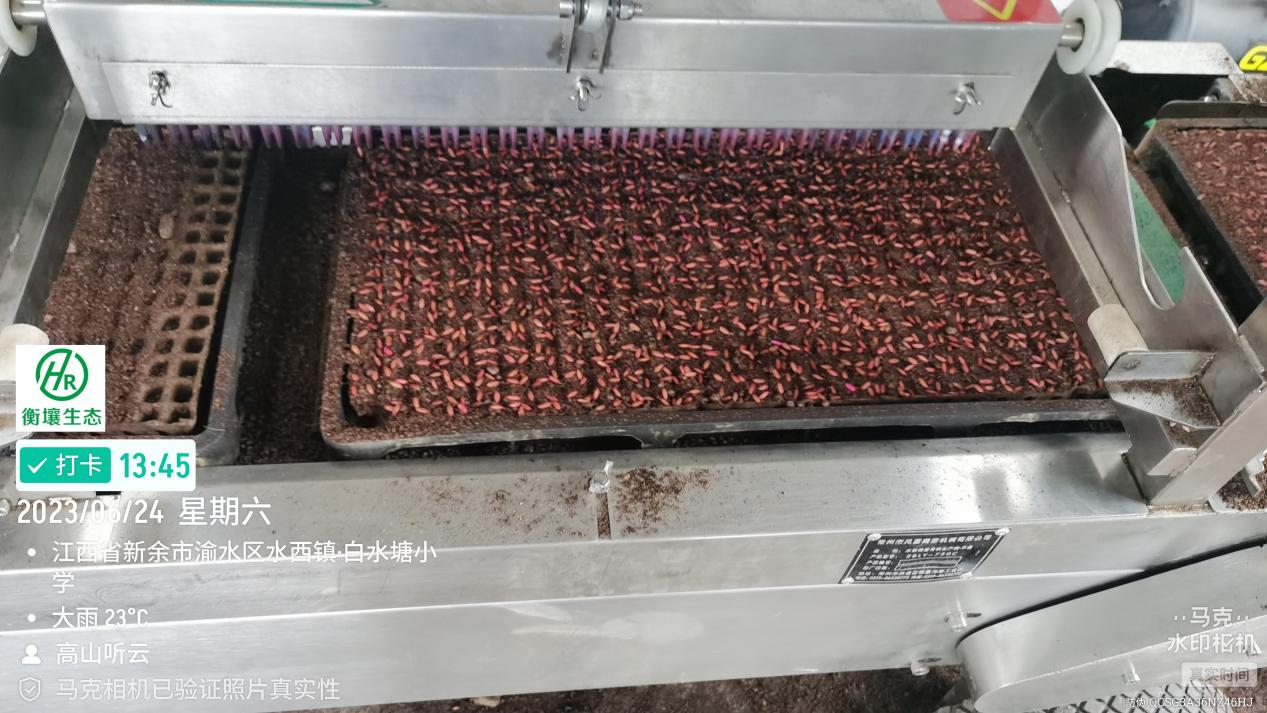 HR
衡壤生态
打卡 13:45
2023/06/24 星期六
江西省新余市渝水区水西镇·白水塘小
学
大雨 23°C
高山听云
马克相机已验证照片真实性
马克
水印相机
真实时间
防伪 QCSG3A36NZ46HJ